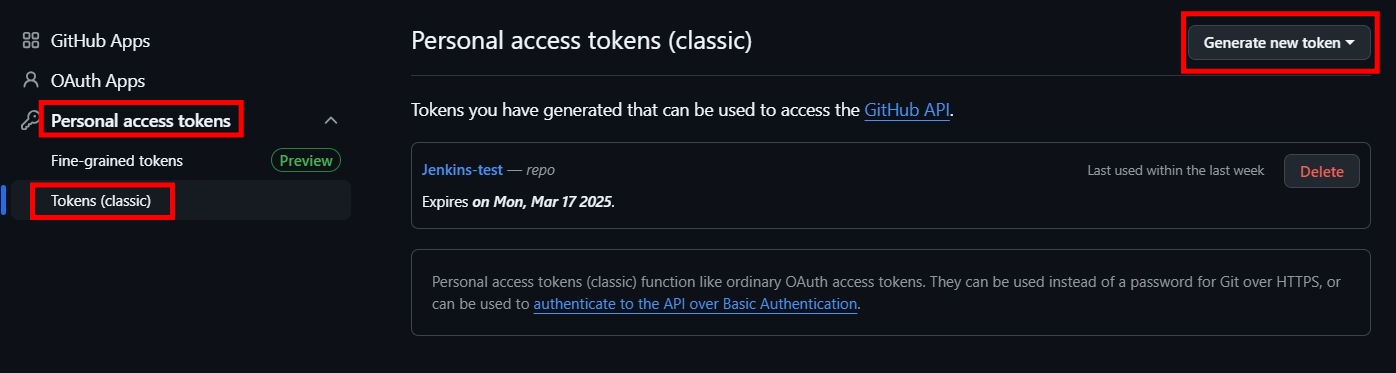 GitHub Apps
OAuth Apps
Personal access tokens
Fine-grained tokens Preview
Tokens (classic)
Personal access tokens (classic)
Generate new token
Tokens you have generated that can be used to access the GitHub API.
Jenkins-test — repo
Last used within the last week
Delete
Expires on Mon, Mar 17 2025.
Personal access tokens (classic) function like ordinary OAuth access tokens. They can be used instead of a password for Git over HTTPS, or
can be used to authenticate to the API over Basic Authentication.